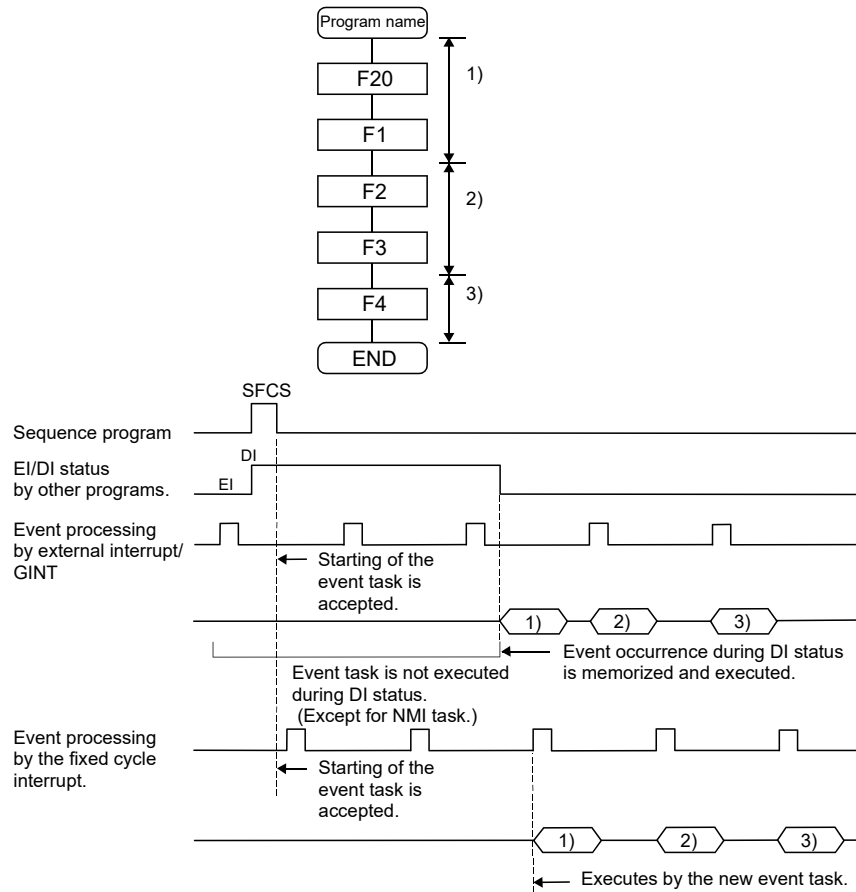 Program name
F20
1)
F1
F2
2)
F3
F4
3)
END
SFCS
Sequence program
DI
EI/DI status
by other programs.
EI
Event processing
by external interrupt/
GINT
Starting of the
event task is
accepted.
1)
2)
3)
Event occurrence during DI status
is memorized and executed.
Event task is not executed
during DI status.
(Except for NMI task.)
Event processing
by the fixed cycle
interrupt.
Starting of the
event task is
accepted.
1)
2)
3)
Executes by the new event task.